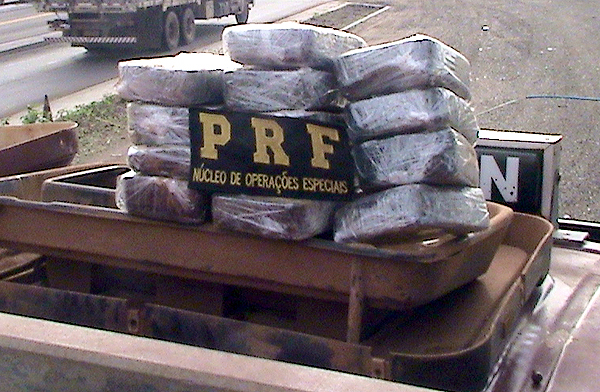 PRF
NÚCLEO DE OPERAÇÕES ESPECIAIS
N